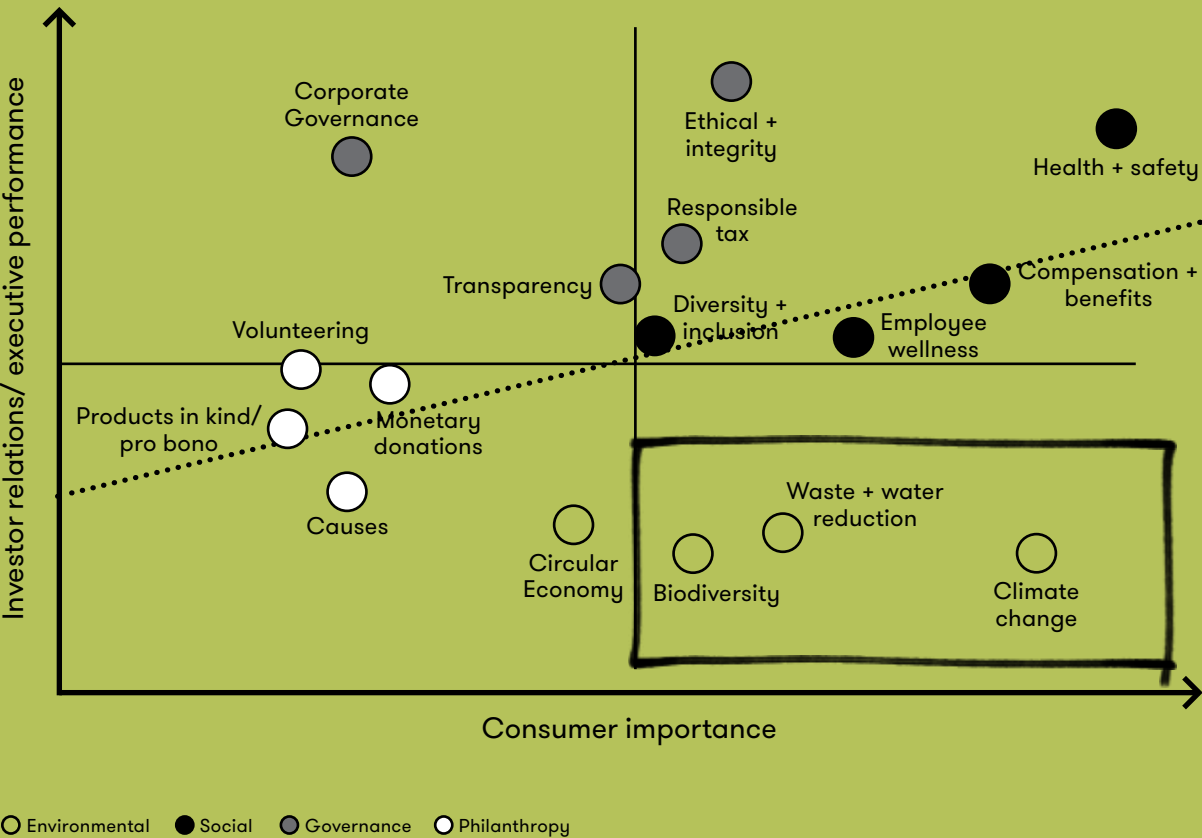 Investor relations/ executive performance
Corporate
Governance
Ethical +
integrity
Health + safety
Responsible
tax
Transparency
Compensation +
benefits
Diversity +
inclusion
Employee
wellness
Volunteering
Products in kind/
pro bono
Monetary
donations
Causes
Waste + water
reduction
Circular
Economy
Biodiversity
Climate
change
Consumer importance
Environmental
Social
Governance
Philanthropy